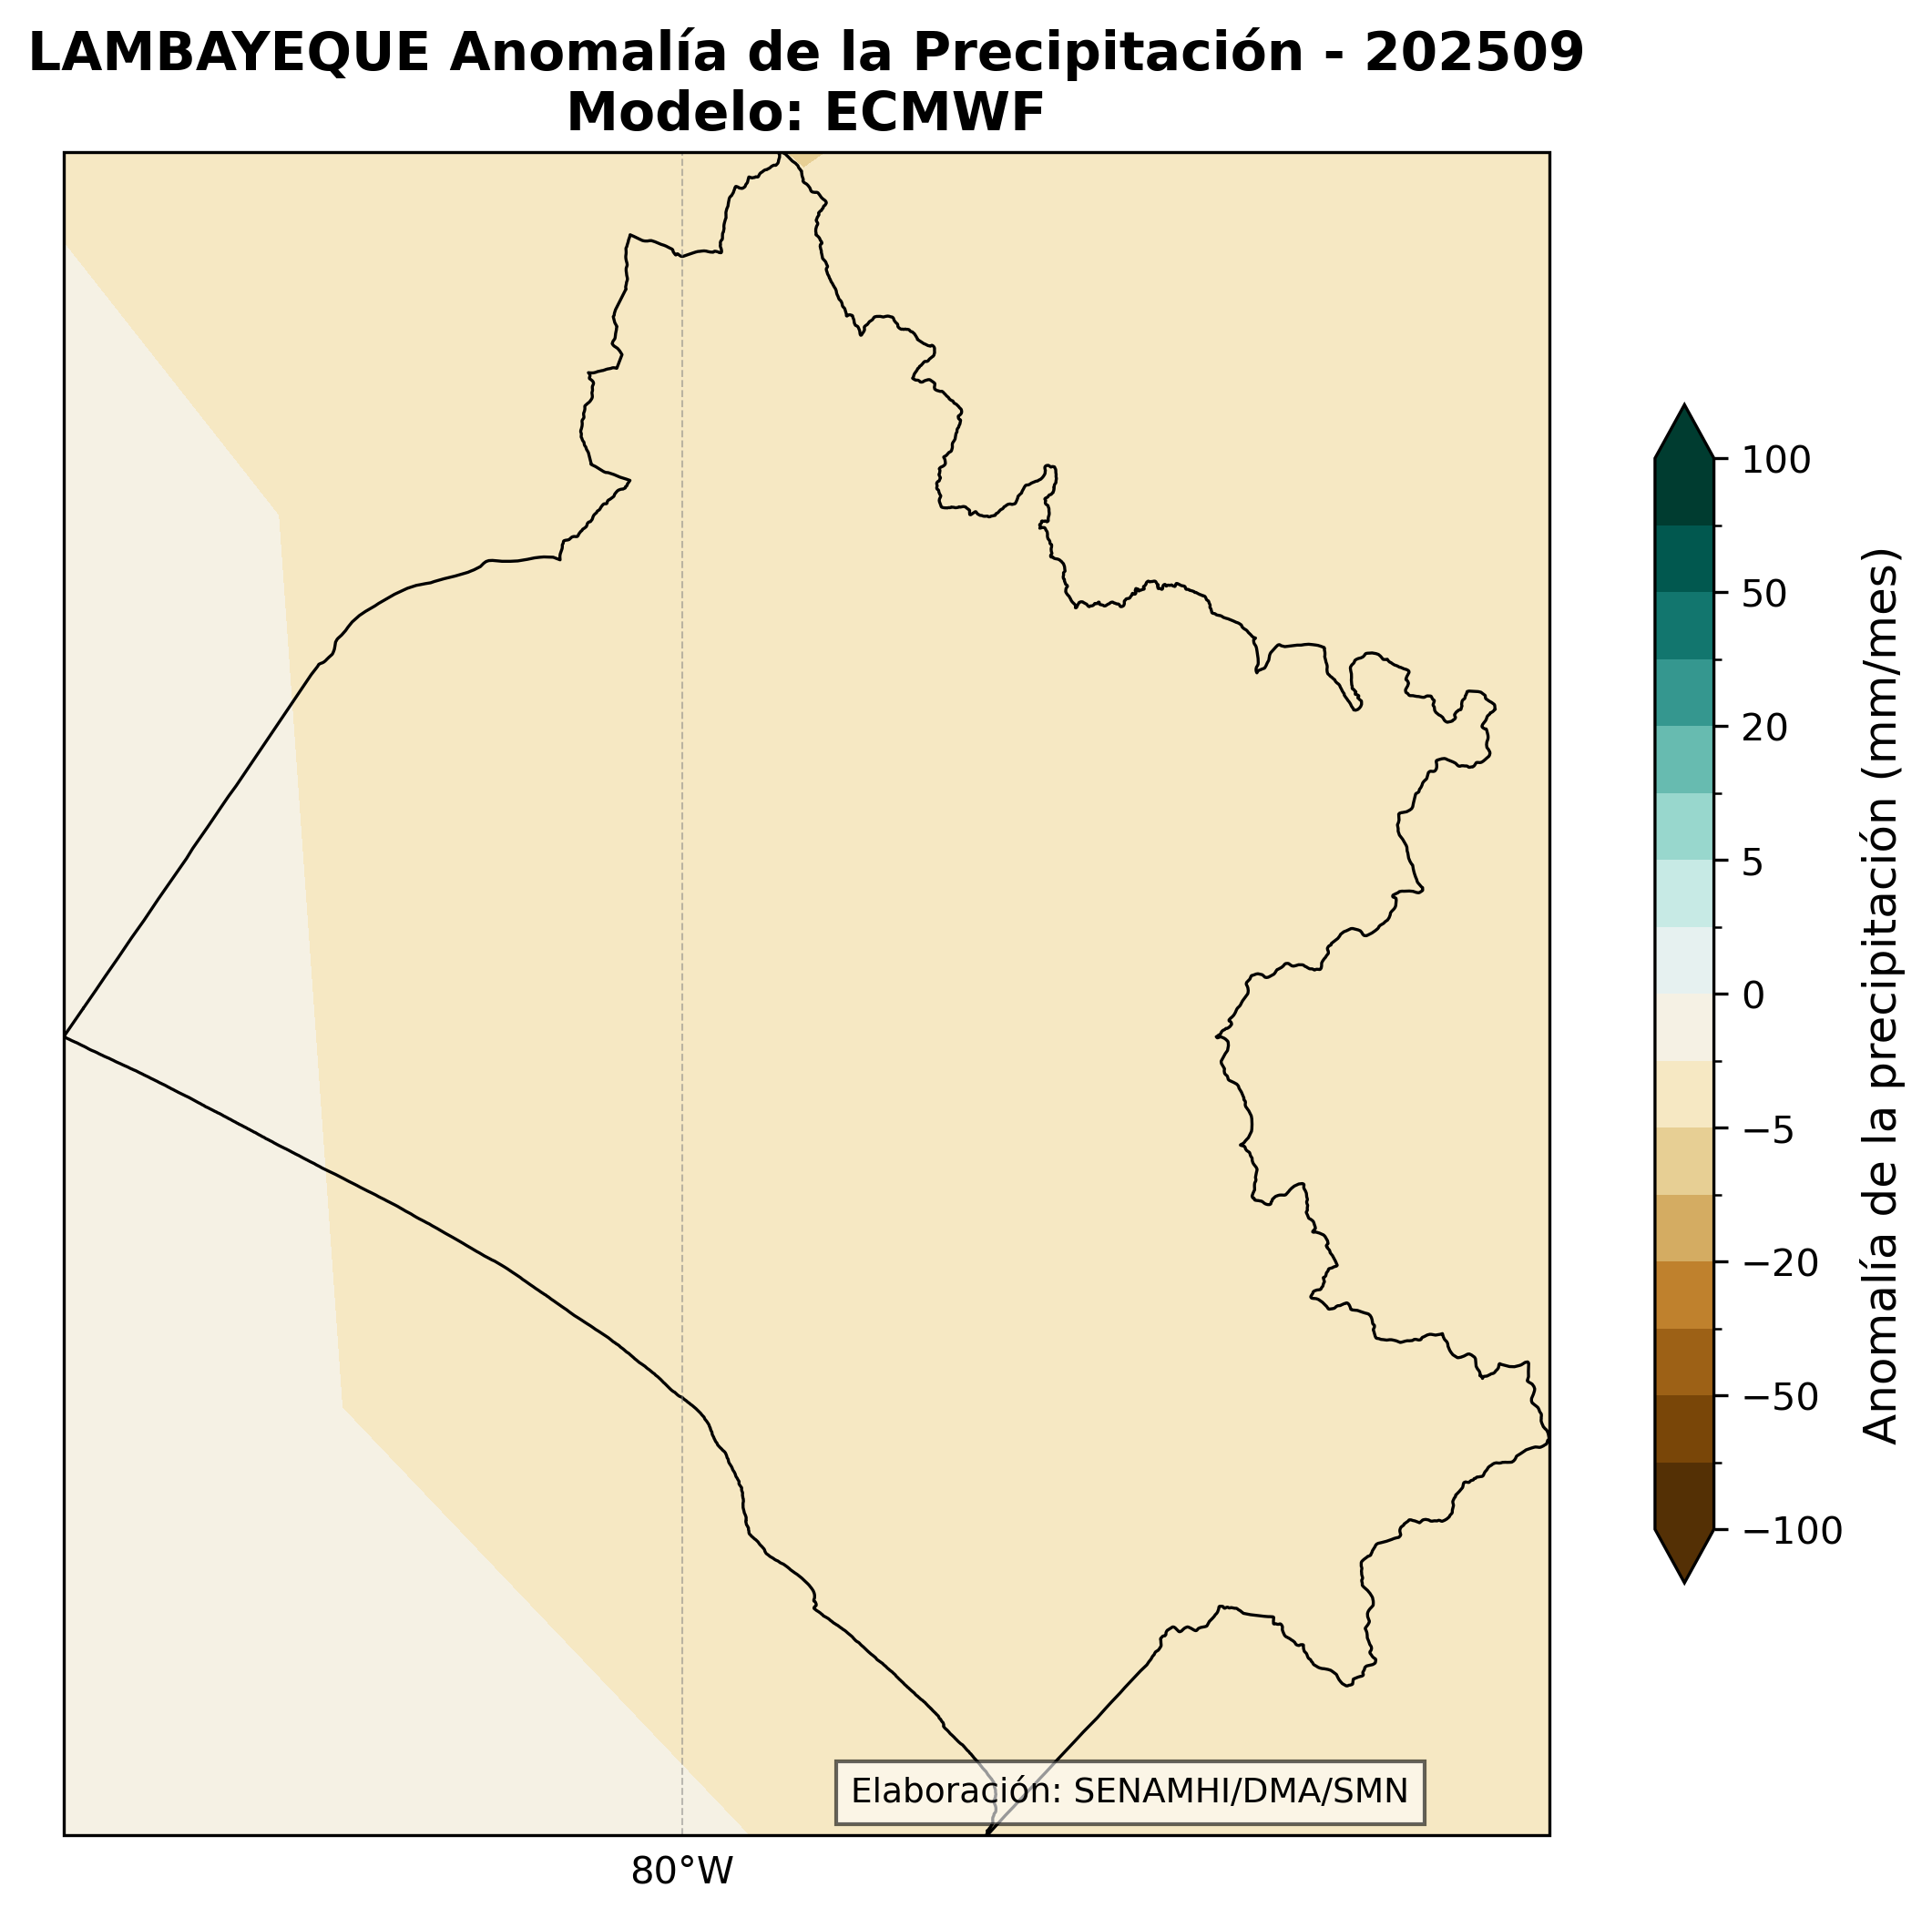 LAMBAYEQUE Anomalía de la Precipitación - 202509
Modelo: ECMWF
100
50
20
5
0
−5
−20
−50
−100
Anomalía de la precipitación (mm/mes)
Elaboración: SENAMHI/DMA/SMN
80°W